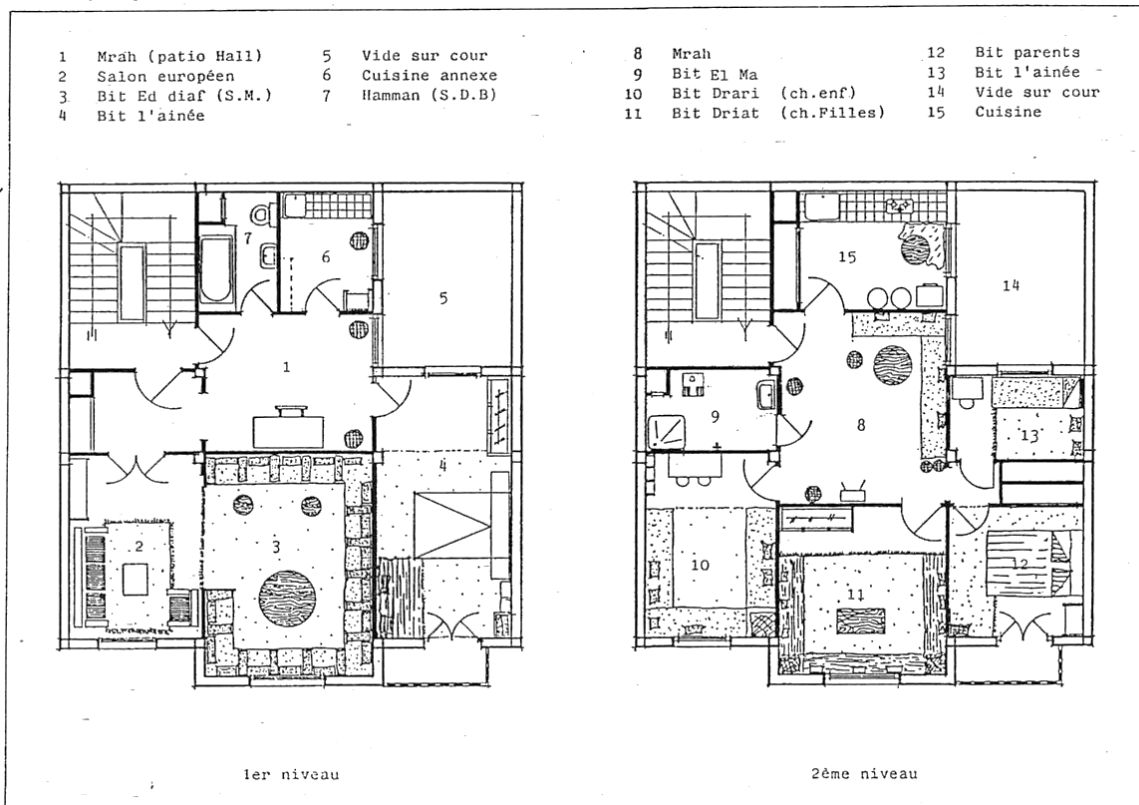 1 Mrah (patio Hall)
2 Salon européen
3 Bit Ed diaf (S.M.)
4 Bit l'ainée
5 Vide sur cour
6 Cuisine annexe
7 Hamman (S.D.B)
8 Mrah
9 Bit El Ma
10 Bit Drari (ch.enf)
11 Bit Driat (ch.Filles)
12 Bit parents
13 Bit l'ainée
14 Vide sur cour
15 Cuisine
7
6
5
1
4
2
3
15
14
9
8
13
10
11
12
1er niveau
2ème niveau